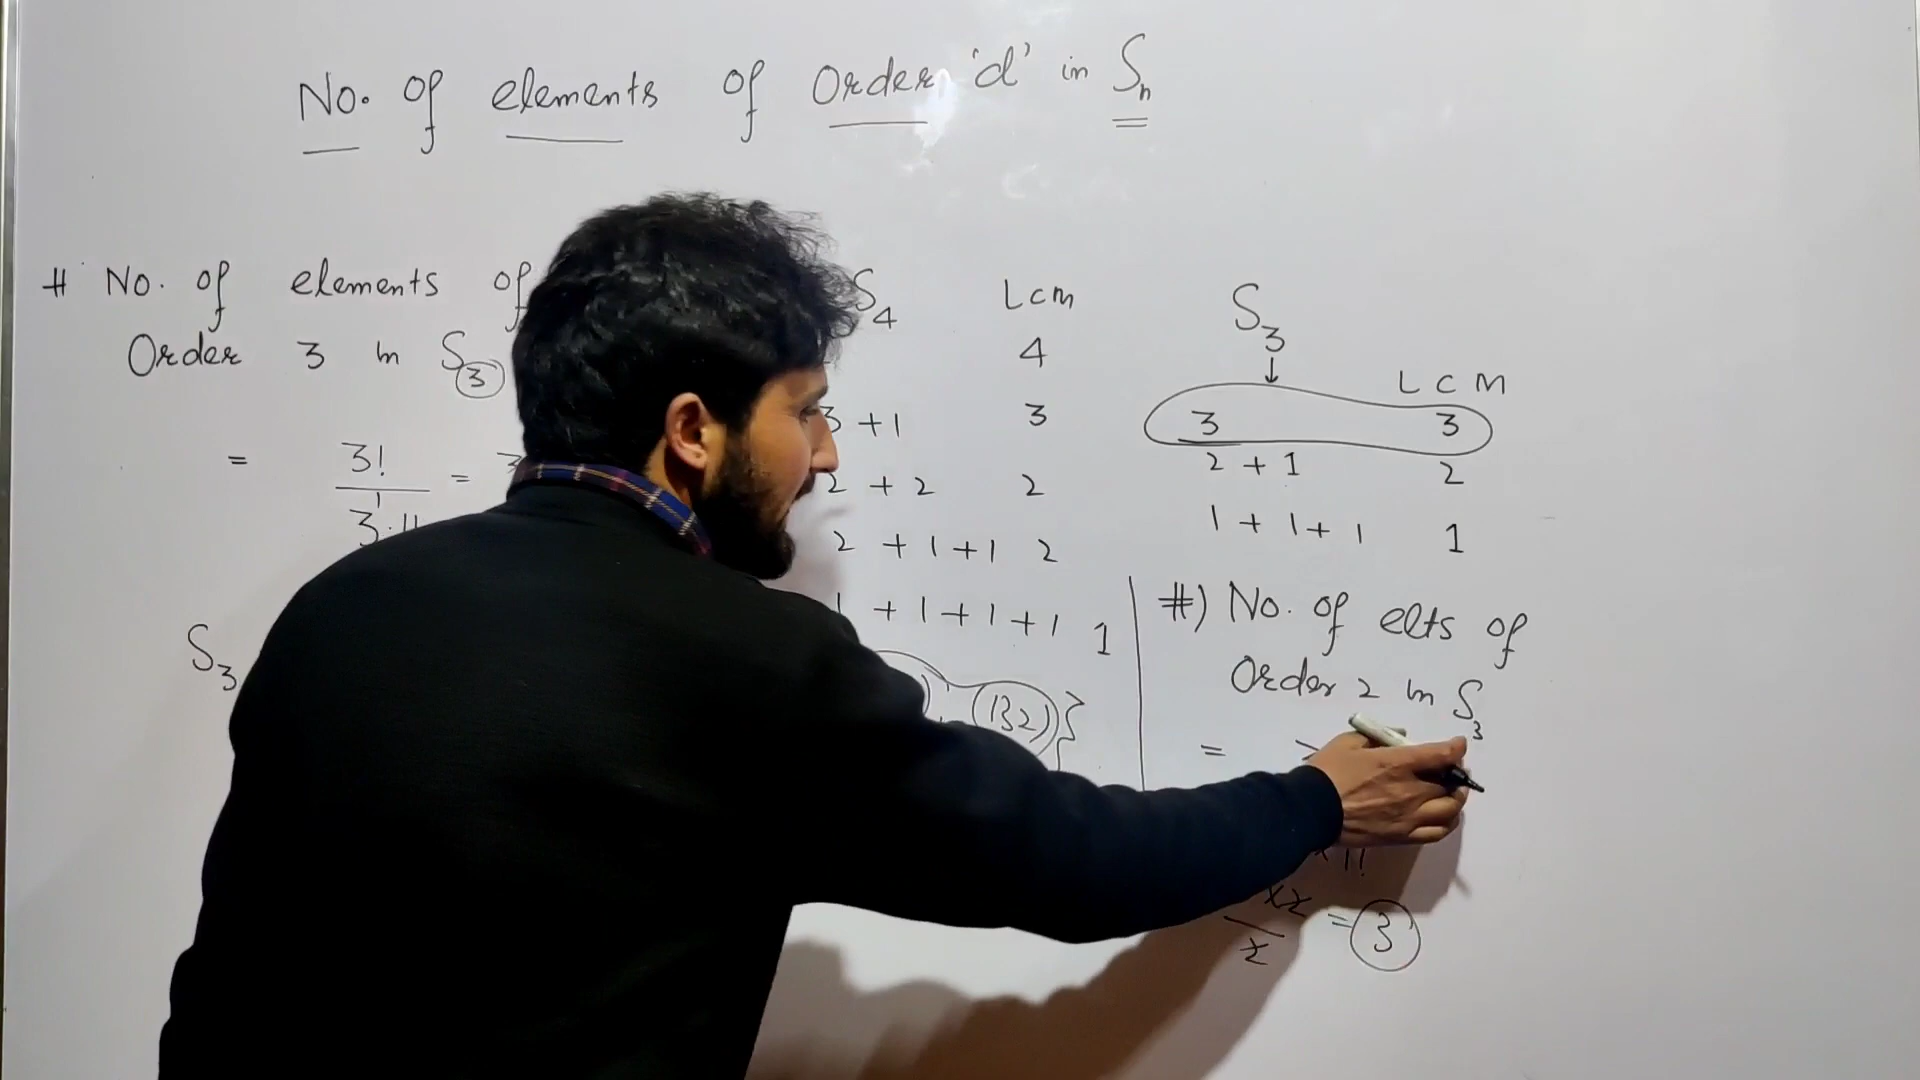 No. of elements of Order 'd' in Sn
# No. of elements of
Order 3 in S3
= 3! / 3¹ · 1! =
S3
S4 LCM
4
3 + 1 3
2 + 2 2
2 + 1 + 1 2
1 + 1 + 1 + 1 1
(132)}
S3
↓ LCM
3 3
2 + 1 2
1 + 1 + 1 1
#) No. of elts of
Order 2 in S3
=
1!
= 3